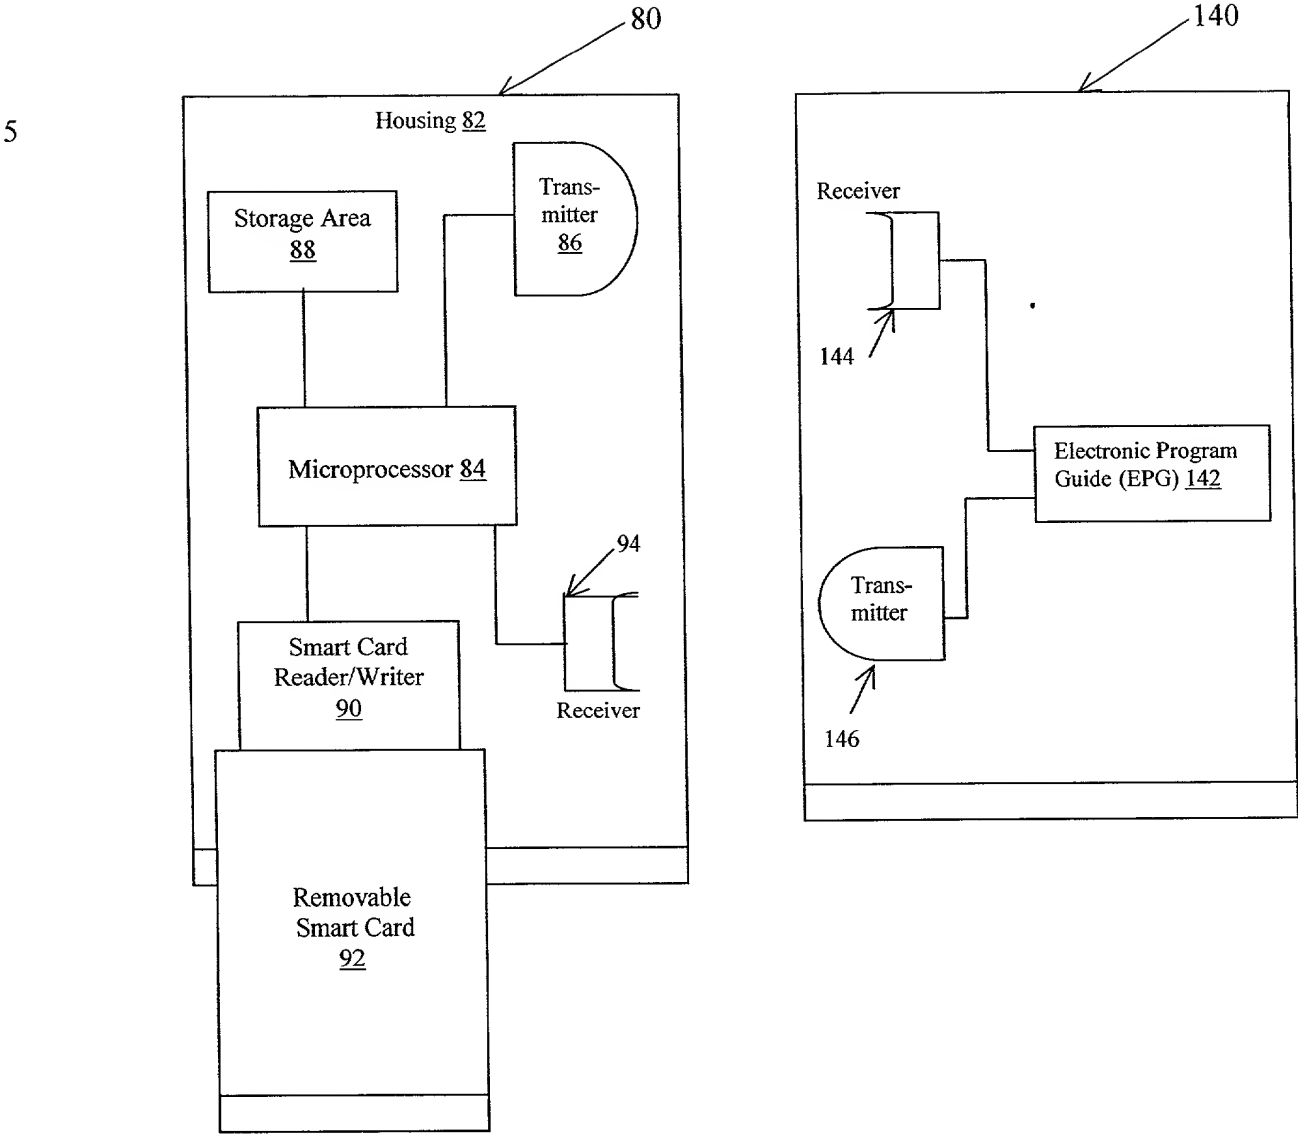 80
140
5
Housing 82
Trans-
mitter
86
Storage Area
88
Receiver
144
Microprocessor 84
Electronic Program
Guide (EPG) 142
94
Trans-
mitter
Smart Card
Reader/Writer
90
Receiver
146
Removable
Smart Card
92